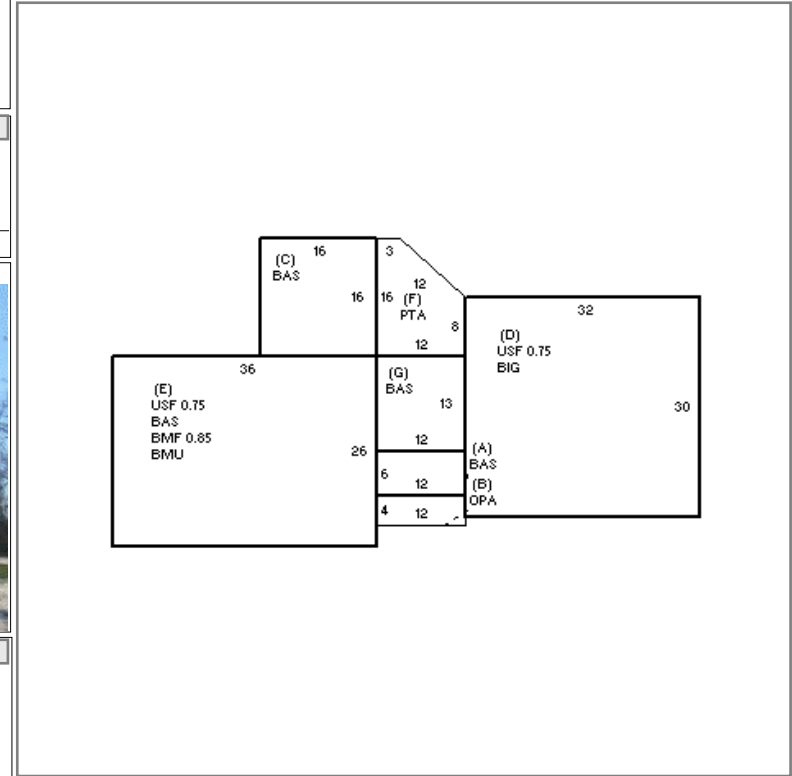 16
(C)
BAS
16
3
12
16
(F)
PTA
8
12
32
(D)
USF 0.75
BIG
30
36
(E)
USF 0.75
BAS
BMF 0.85
BMU
26
(G)
BAS
13
12
(A)
BAS
6
12
(B)
OPA
4
12